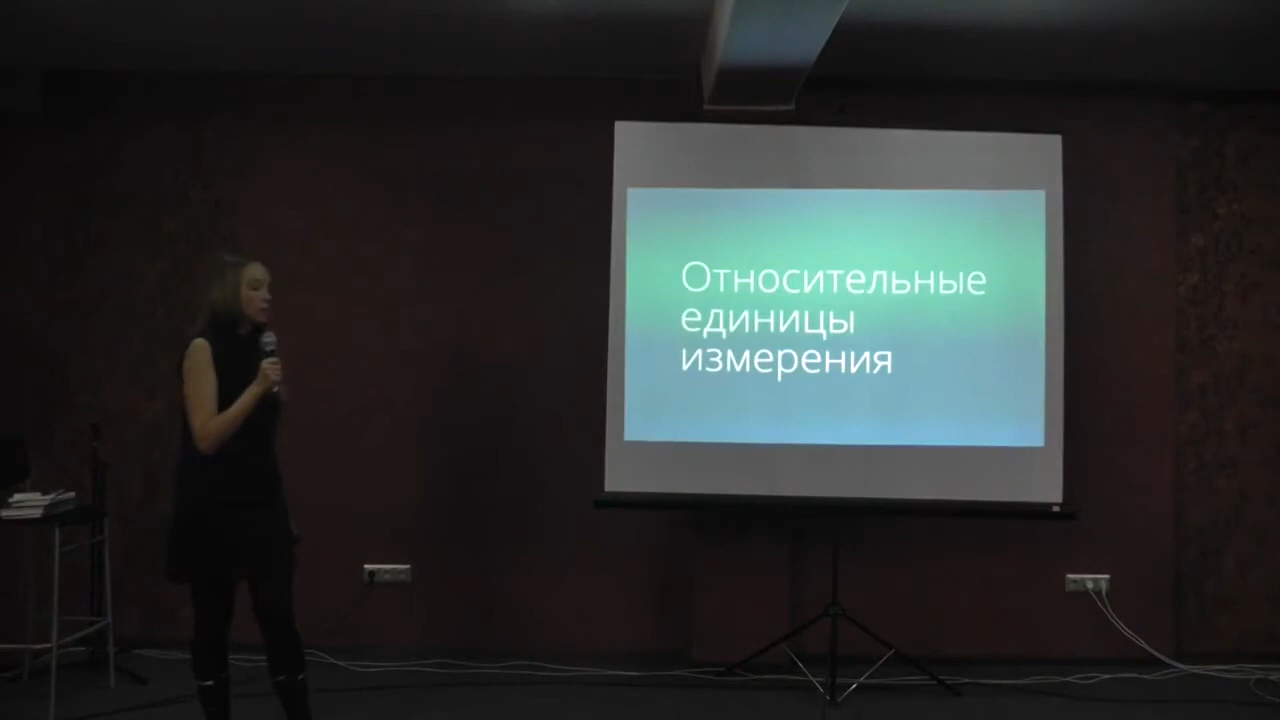 Относительные
единицы
измерения